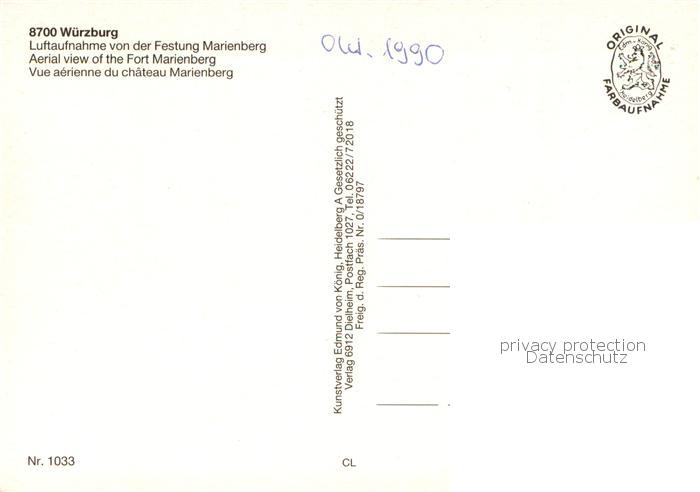 8700 Würzburg
Luftaufnahme von der Festung Marienberg
Aerial view of the Fort Marienberg
Vue aérienne du château Marienberg
Okt. 1990
ORIGINAL
Edm. v. König
Heidelberg
FARBAUFNAHME
Kunstverlag Edmund von König, Heidelberg A Gesetzlich geschützt
Verlag 6912 Dielheim, Postfach 1027, Tel. 06222/72018
Freig. d. Reg. Präs. Nr. 0/18797
privacy protection
Datenschutz
Nr. 1033
CL